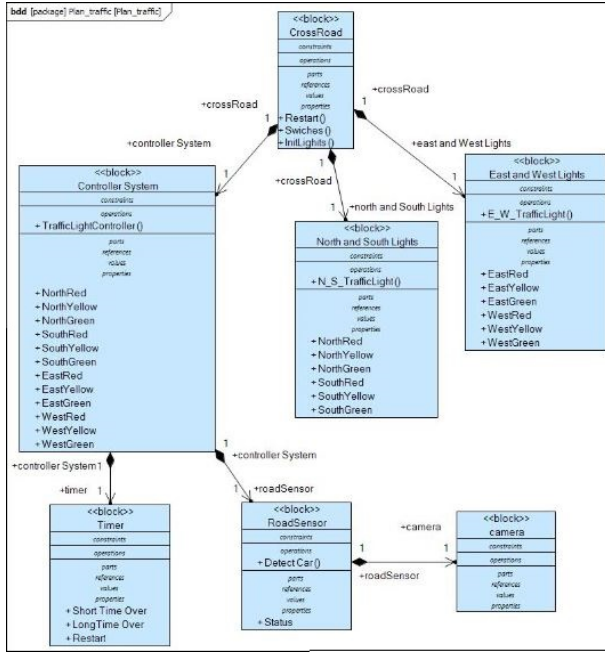 bdd [package] Plan_traffic [Plan_traffic]
<<block>>
CrossRoad
constraints
operations
parts
references
values
properties
+ Restart()
+ Swiches()
+ InitLighits()
+crossRoad
1
+controller System
1
1
+crossRoad
1
+north and South Lights
+crossRoad
1
+east and West Lights
1
<<block>>
Controller System
constraints
operations
+ TrafficLightController()
parts
references
values
properties
+ NorthRed
+ NorthYellow
+ NorthGreen
+ SouthRed
+ SouthYellow
+ SouthGreen
+ EastRed
+ EastYellow
+ EastGreen
+ WestRed
+ WestYellow
+ WestGreen
<<block>>
North and South Lights
constraints
operations
+ N_S_TrafficLight()
parts
references
values
properties
+ NorthRed
+ NorthYellow
+ NorthGreen
+ SouthRed
+ SouthYellow
+ SouthGreen
<<block>>
East and West Lights
constraints
operations
+ E_W_TrafficLight()
parts
references
values
properties
+ EastRed
+ EastYellow
+ EastGreen
+ WestRed
+ WestYellow
+ WestGreen
+controller System
1
+timer
1
1
+controller System
1
+roadSensor
<<block>>
Timer
constraints
operations
parts
references
values
properties
+ Short Time Over
+ LongTime Over
+ Restart
<<block>>
RoadSensor
constraints
operations
+ Detect Car()
parts
references
values
properties
+ Status
+camera
1
1
+roadSensor
<<block>>
camera
constraints
operations
parts
references
values
properties